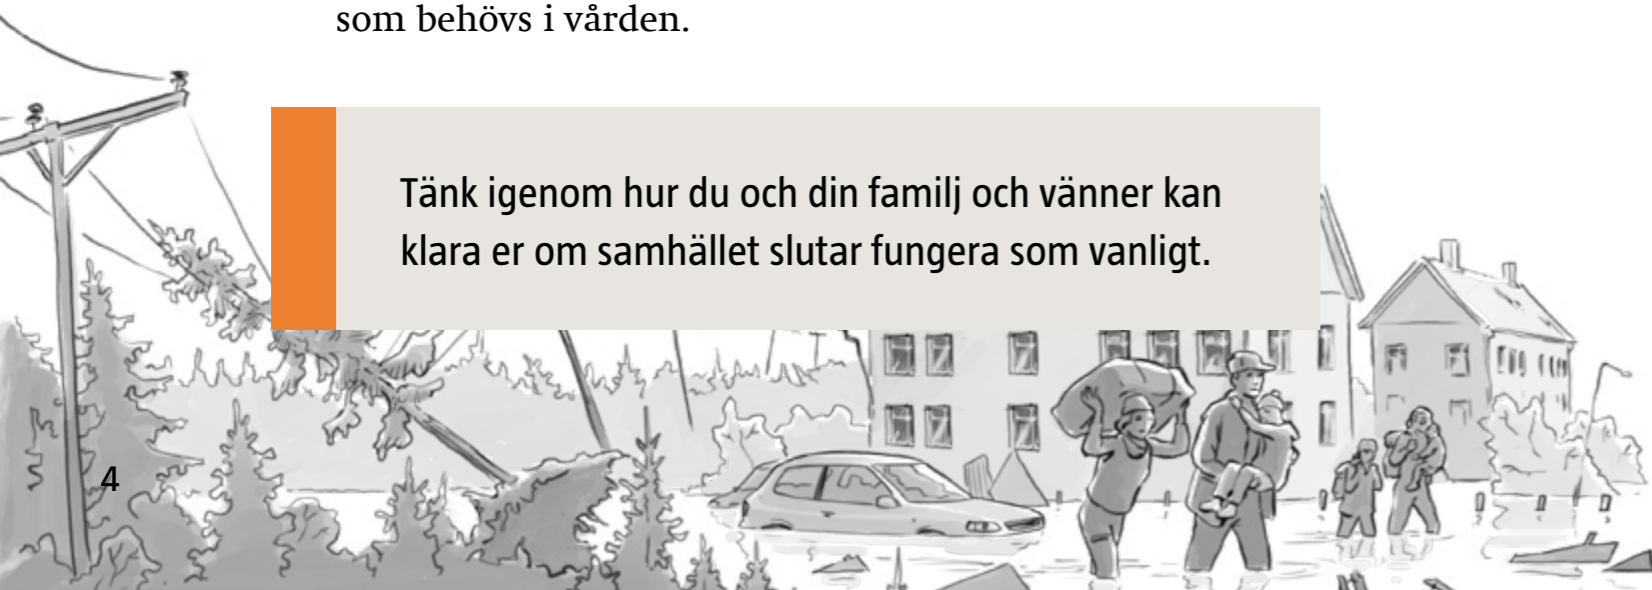 som behövs i vården.
Tänk igenom hur du och din familj och vänner kan
klara er om samhället slutar fungera som vanligt.
4